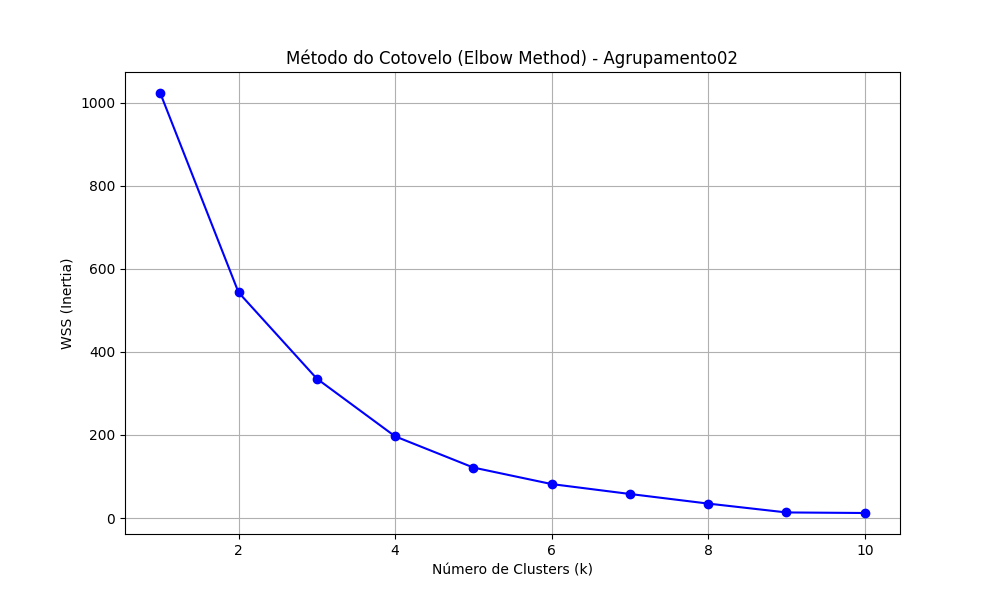 Método do Cotovelo (Elbow Method) - Agrupamento02
WSS (Inertia)
1000
800
600
400
200
0
2 4 6 8 10
Número de Clusters (k)